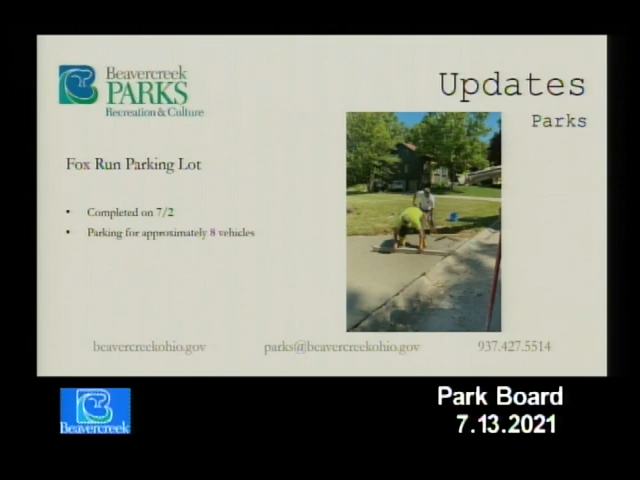 Beavercreek
PARKS
Recreation & Culture
Updates
Parks
Fox Run Parking Lot
• Completed on 7/2
• Parking for approximately 8 vehicles
beavercreekohio.gov
parks@beavercreekohio.gov
937.427.5514
Beavercreek
Park Board
7.13.2021